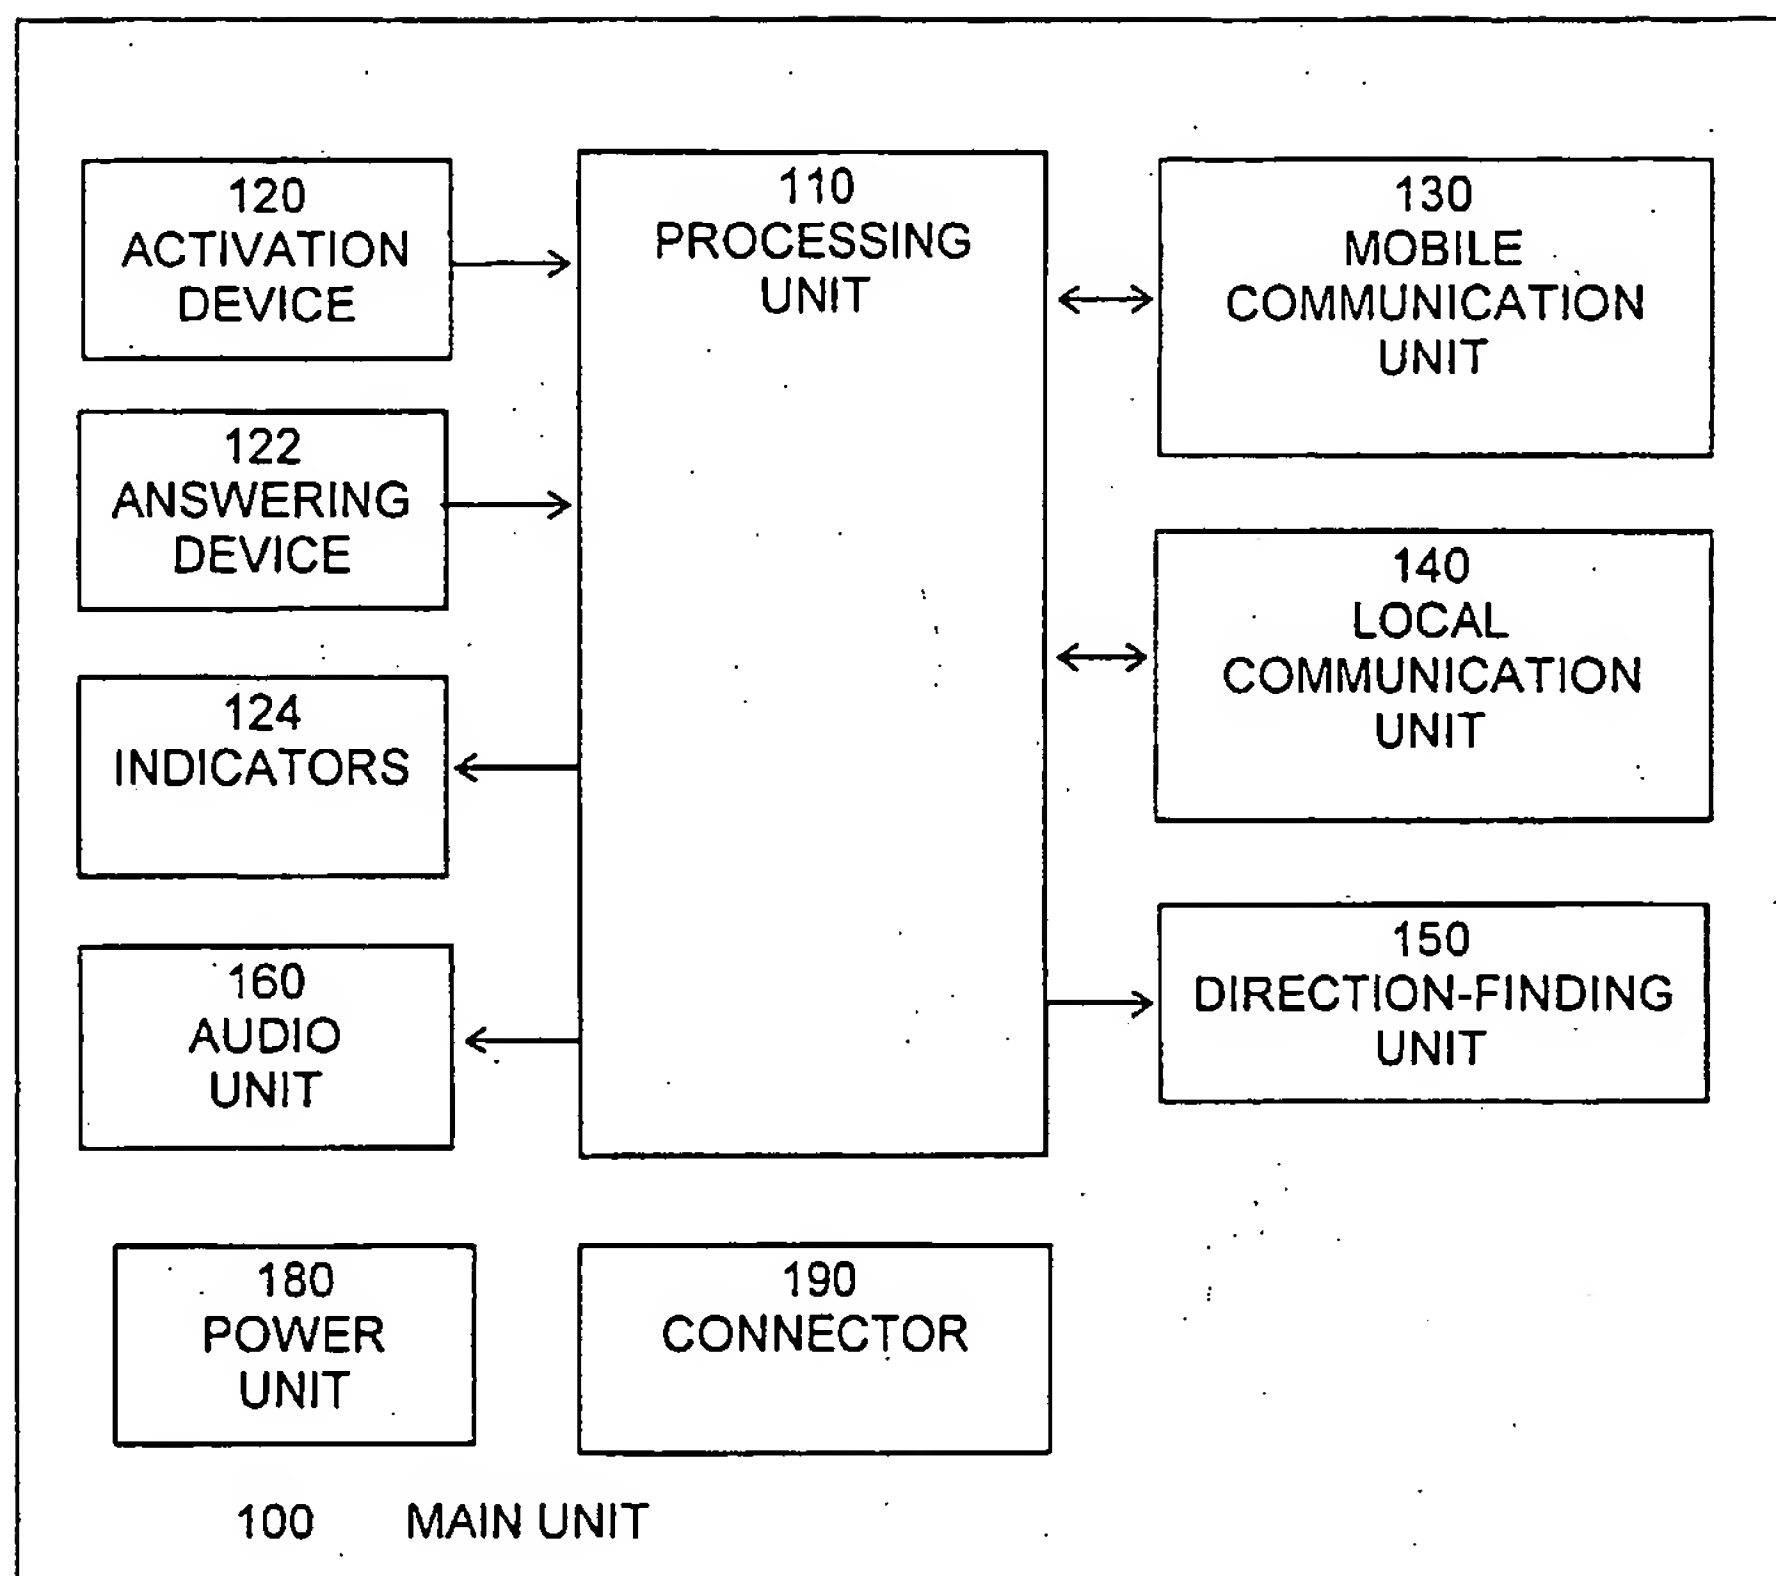 120
ACTIVATION
DEVICE
110
PROCESSING
UNIT
130
MOBILE
COMMUNICATION
UNIT
122
ANSWERING
DEVICE
140
LOCAL
COMMUNICATION
UNIT
124
INDICATORS
150
DIRECTION-FINDING
UNIT
160
AUDIO
UNIT
180
POWER
UNIT
190
CONNECTOR
100 MAIN UNIT